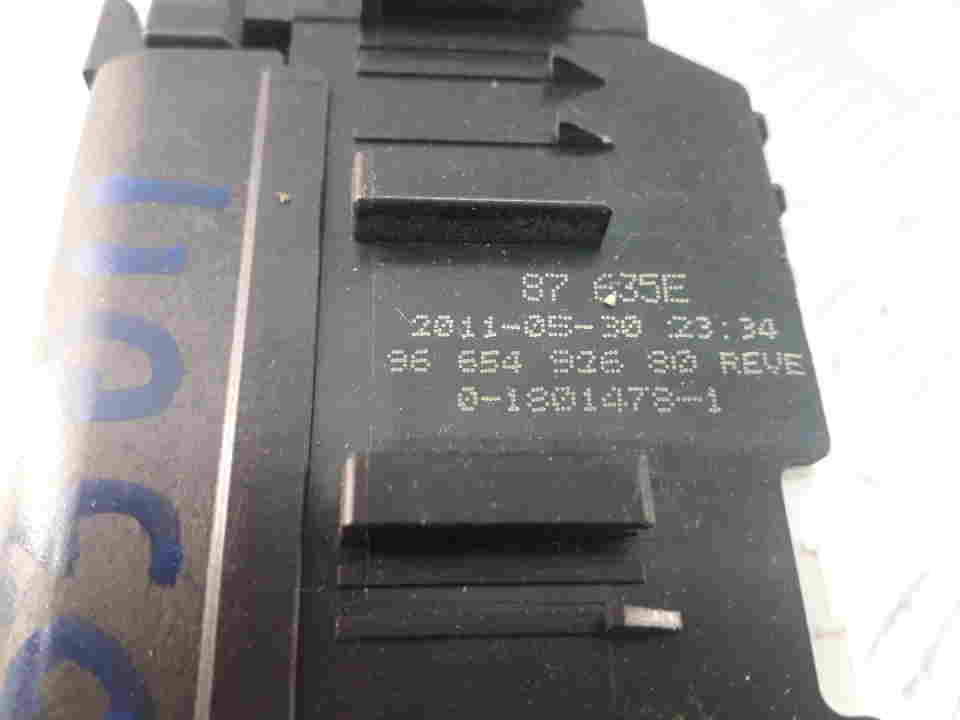 87 635E
2011-05-30 23:34
96 654 926 80 REVE
0-1801478-1